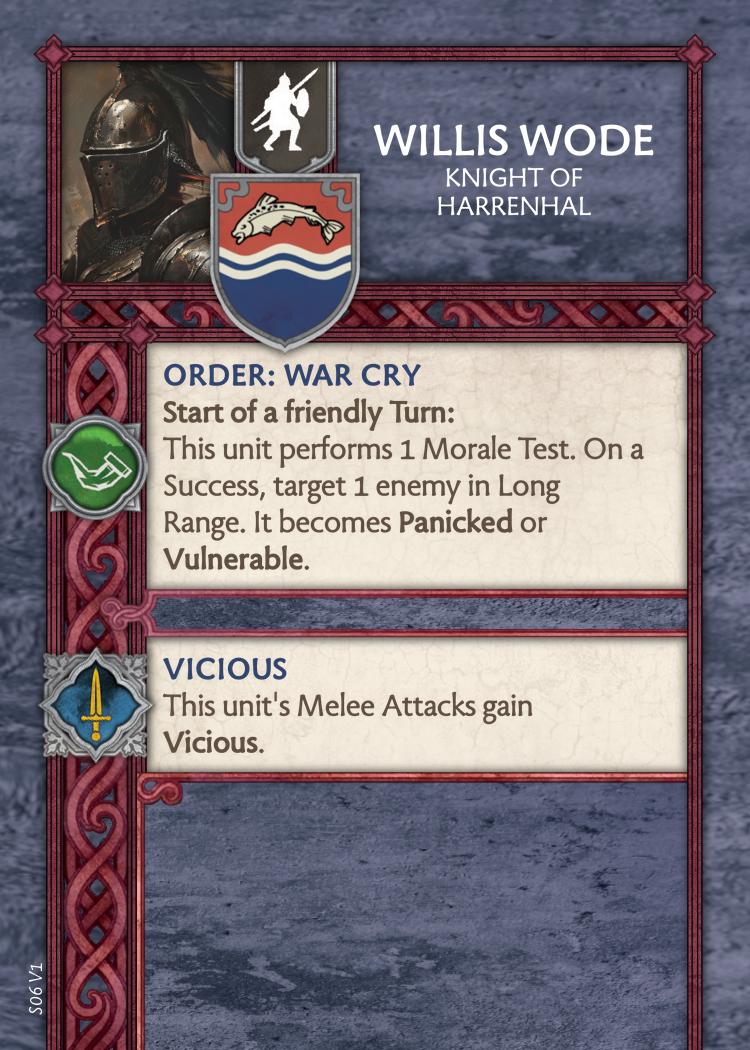 WILLIS WODE
KNIGHT OF
HARRENHAL
ORDER: WAR CRY
Start of a friendly Turn:
This unit performs 1 Morale Test. On a
Success, target 1 enemy in Long
Range. It becomes Panicked or
Vulnerable.
VICIOUS
This unit's Melee Attacks gain
Vicious.
S06 V1